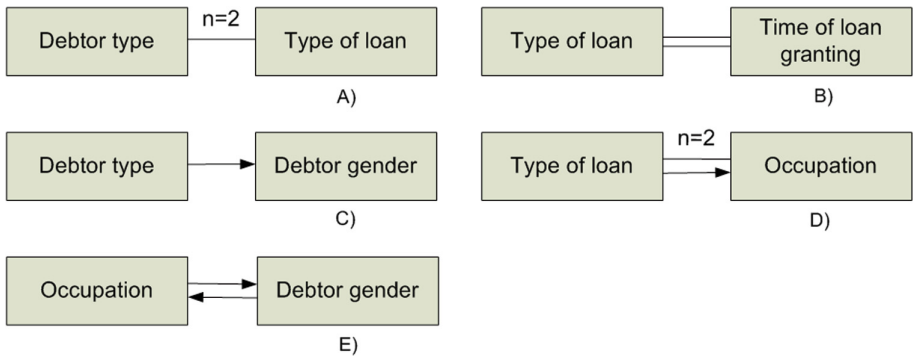 Debtor type
n=2
Type of loan
A)
Type of loan
Time of loan
granting
B)
Debtor type
Debtor gender
C)
Type of loan
n=2
Occupation
D)
Occupation
Debtor gender
E)